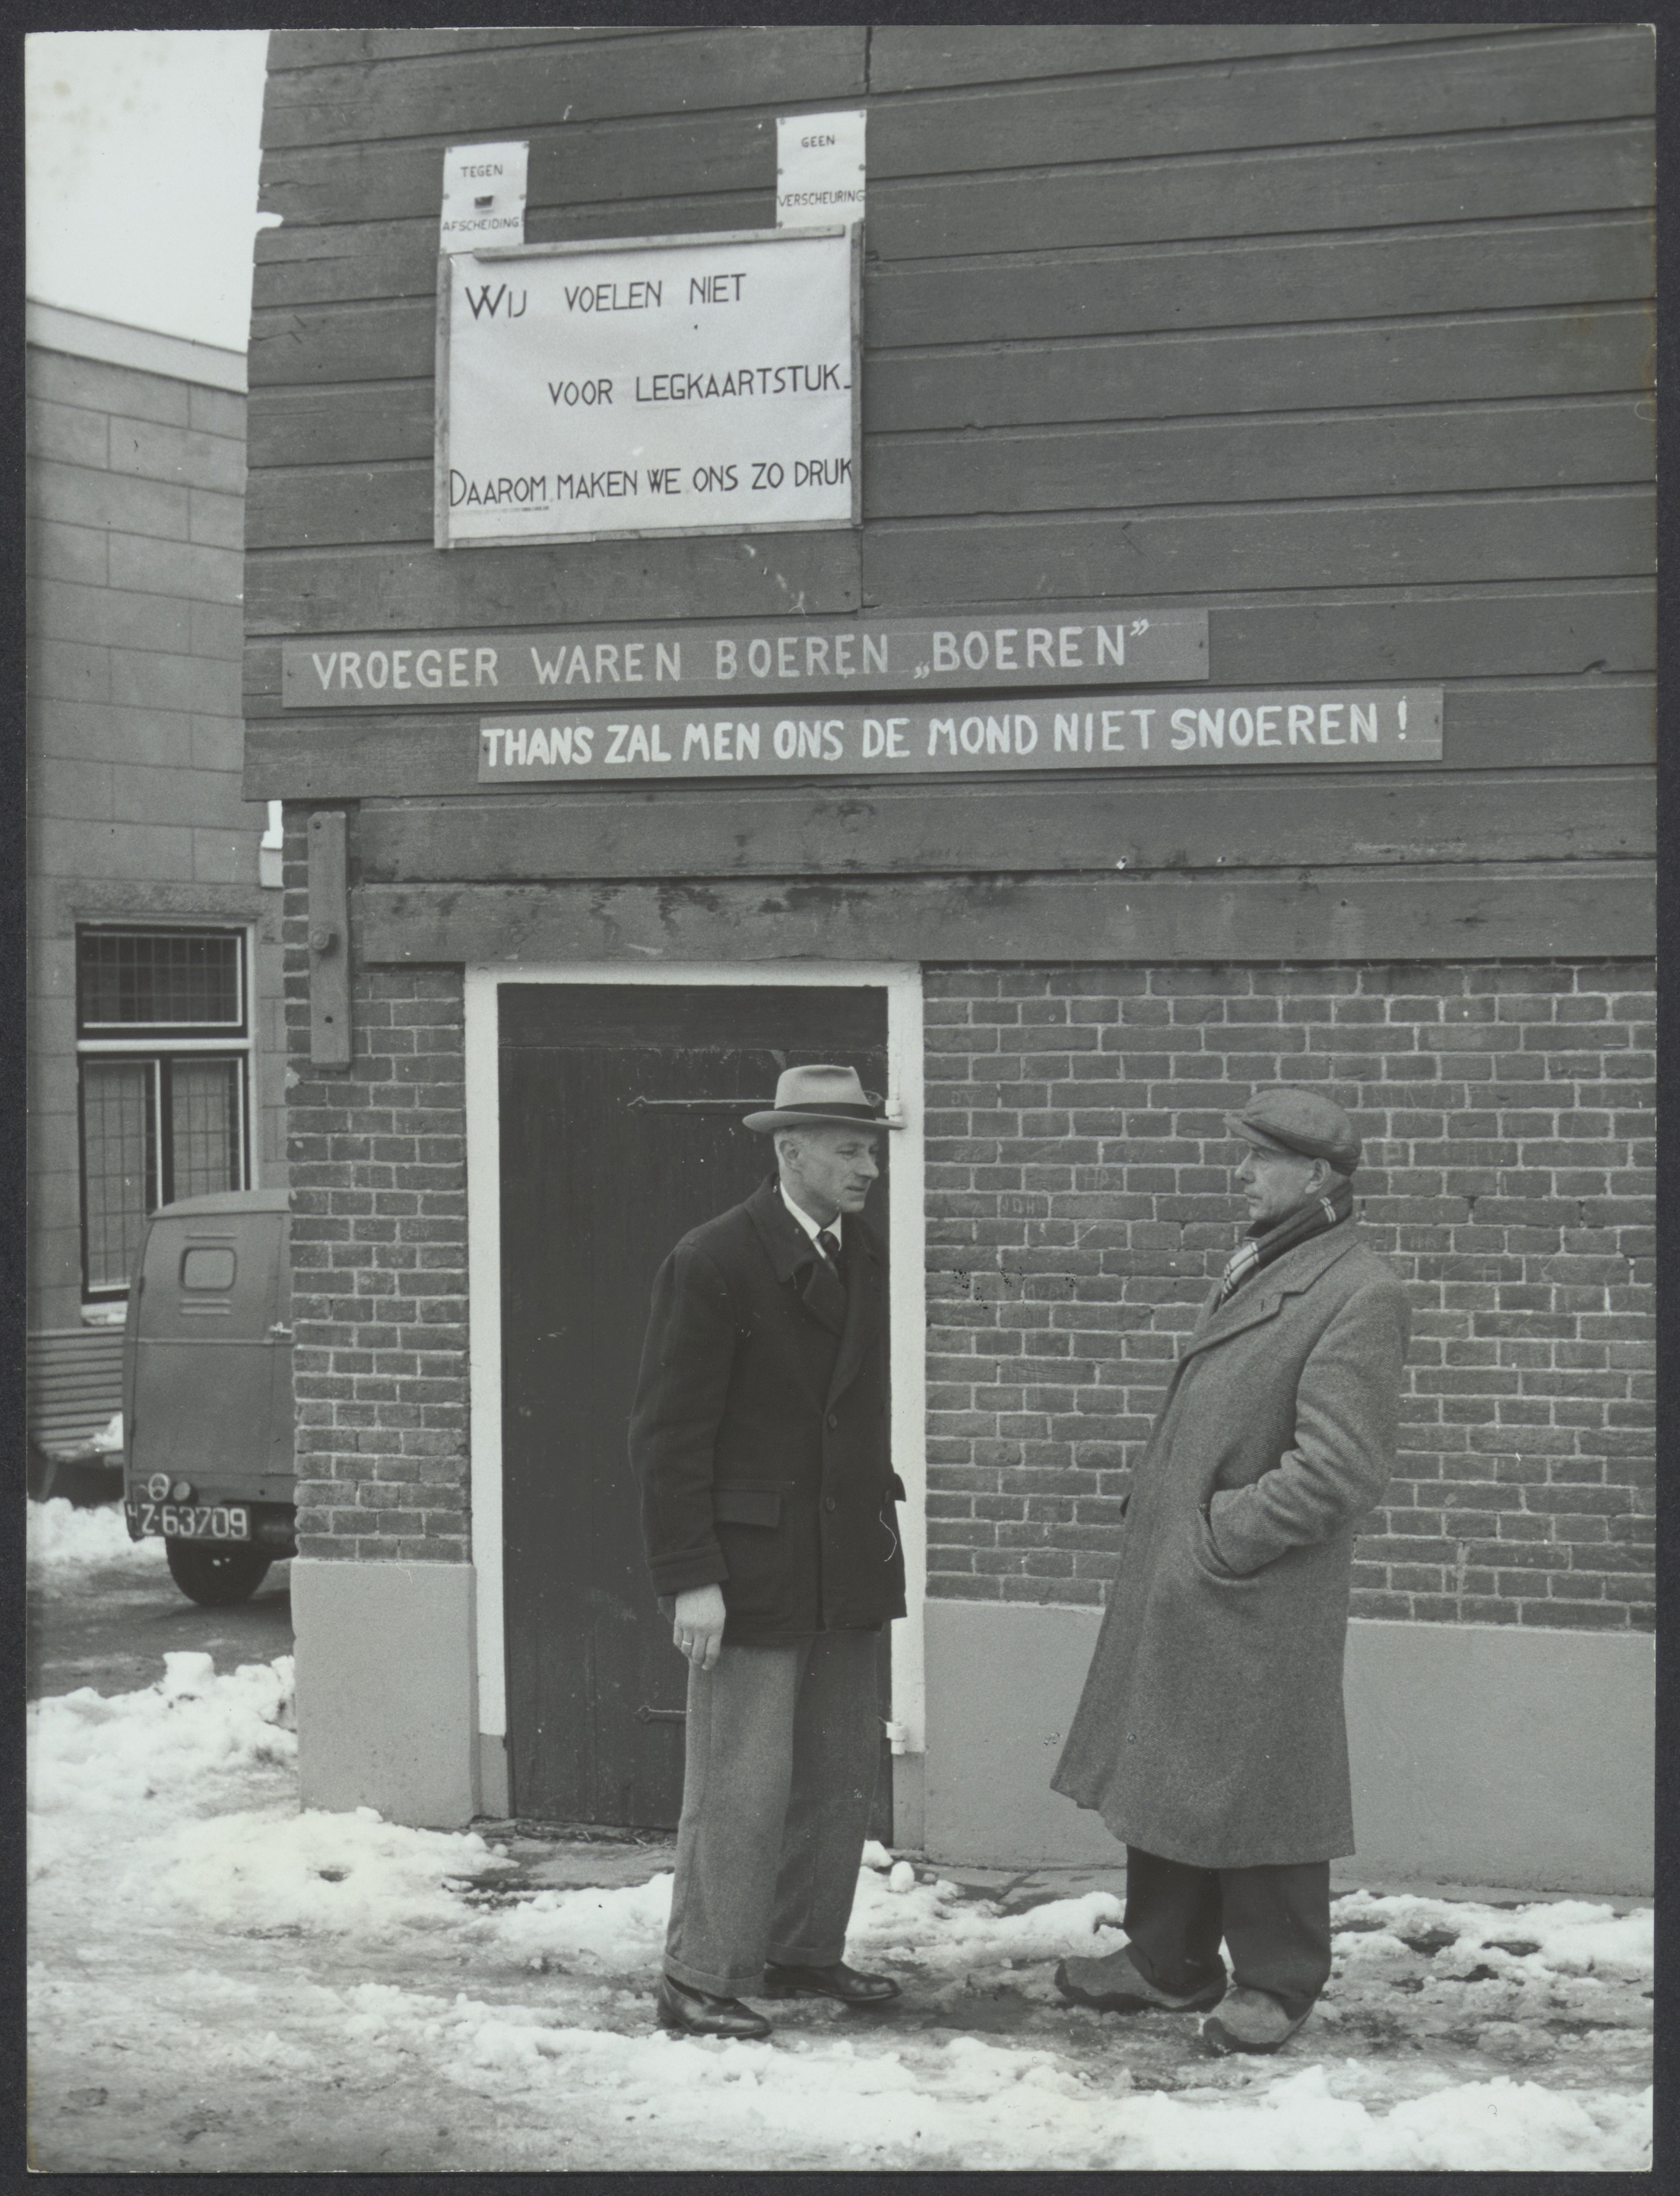 TEGEN
AFSCHEIDING!
GEEN
VERSCHEURING
WIJ VOELEN NIET
VOOR LEGKAARTSTUK
DAAROM MAKEN WE ONS ZO DRUK
VROEGER WAREN BOEREN „BOEREN”
THANS ZAL MEN ONS DE MOND NIET SNOEREN !
HZ-63709